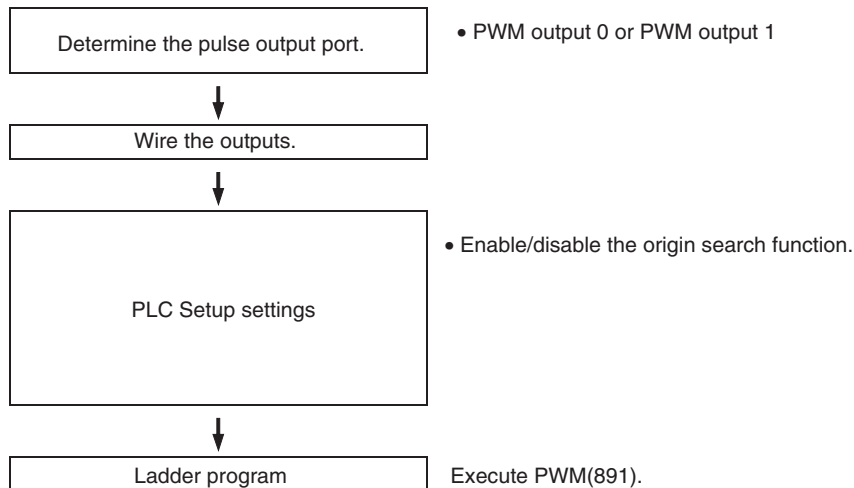 Determine the pulse output port.
• PWM output 0 or PWM output 1
Wire the outputs.
PLC Setup settings
• Enable/disable the origin search function.
Ladder program
Execute PWM(891).